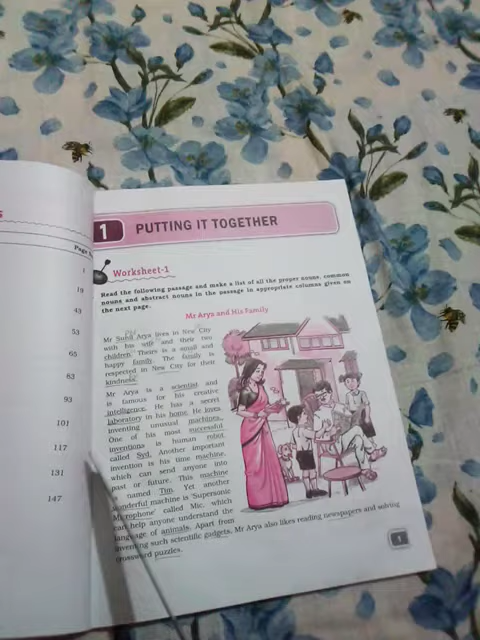 Page
1
19
43
53
65
83
93
101
117
131
147
1 PUTTING IT TOGETHER
Worksheet-1
Read the following passage and make a list of all the proper nouns, common
nouns and abstract nouns in the passage in appropriate columns given on
the next page.
Mr Arya and His Family
Mr Sushil Arya lives in New City
with his wife and their two
children. Theirs is a small and
happy family. The family is
respected in New City for their
kindness.
Mr Arya is a scientist and
is famous for his creative
intelligence. He has a secret
laboratory in his home. He loves
inventing unusual machines.
One of his most successful
inventions is human robot
called Syd. Another important
invention is his time machine,
which can send anyone into
past or future. This machine
named Tim. Yet another
wonderful machine is 'Supersonic
Microphone' called Mic, which
can help anyone understand the
language of animals. Apart from
inventing such scientific gadgets, Mr Arya also likes reading newspapers and solving
crossword puzzles.
1